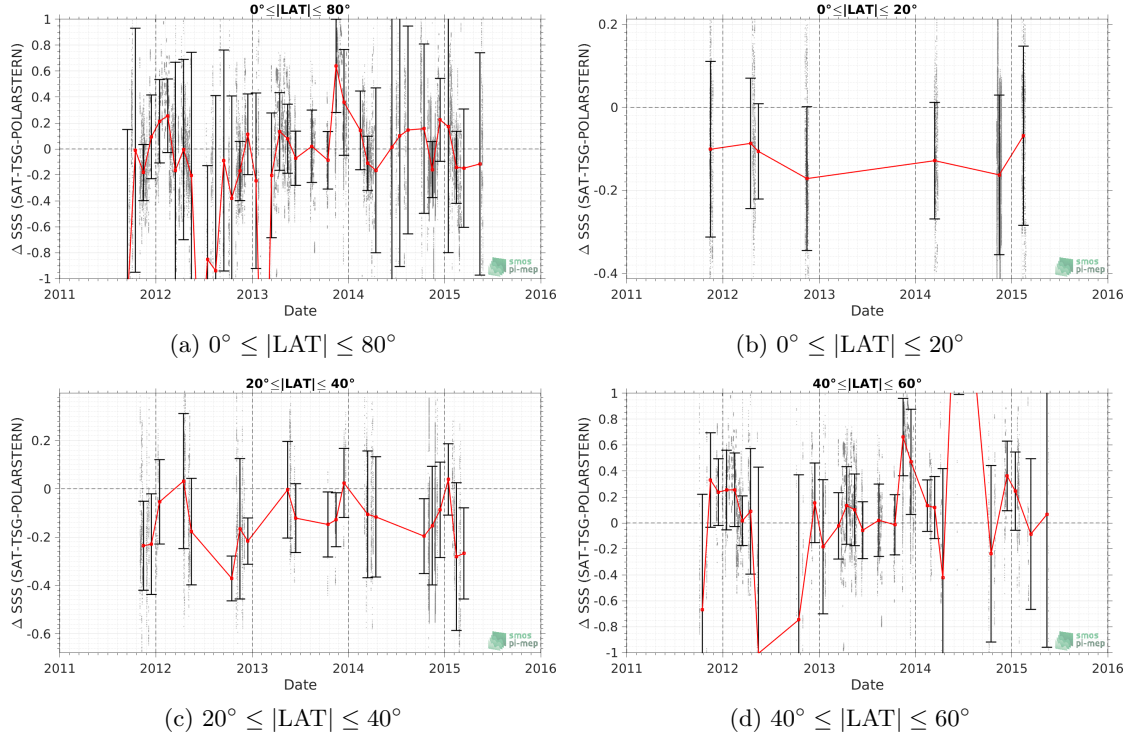 0°≤|LAT|≤ 80°
Δ SSS (SAT-TSG-POLARSTERN)
1
0.8
0.6
0.4
0.2
0
-0.2
-0.4
-0.6
-0.8
-1
2011 2012 2013 2014 2015 2016
Date
smos
pi-mep
(a) 0° ≤ |LAT| ≤ 80°
0°≤|LAT|≤ 20°
Δ SSS (SAT-TSG-POLARSTERN)
0.2
0
-0.2
-0.4
2011 2012 2013 2014 2015 2016
Date
smos
pi-mep
(b) 0° ≤ |LAT| ≤ 20°
20°≤|LAT|≤ 40°
Δ SSS (SAT-TSG-POLARSTERN)
0.2
0
-0.2
-0.4
-0.6
2011 2012 2013 2014 2015 2016
Date
smos
pi-mep
(c) 20° ≤ |LAT| ≤ 40°
40°≤|LAT|≤ 60°
Δ SSS (SAT-TSG-POLARSTERN)
1
0.8
0.6
0.4
0.2
0
-0.2
-0.4
-0.6
-0.8
-1
2011 2012 2013 2014 2015 2016
Date
smos
pi-mep
(d) 40° ≤ |LAT| ≤ 60°